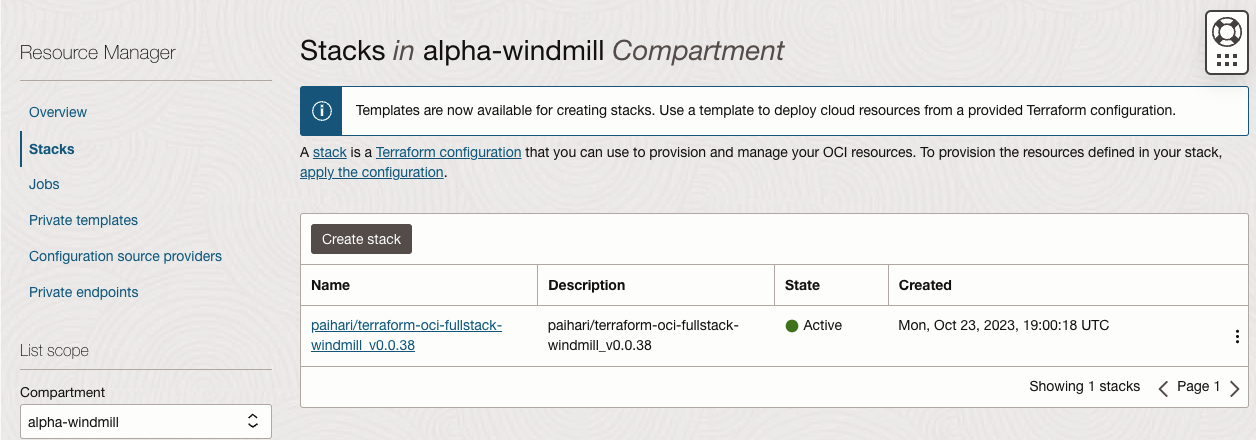 Resource Manager
Overview
Stacks
Jobs
Private templates
Configuration source providers
Private endpoints
List scope
Compartment
alpha-windmill
Stacks in alpha-windmill Compartment
Templates are now available for creating stacks. Use a template to deploy cloud resources from a provided Terraform configuration.
A stack is a Terraform configuration that you can use to provision and manage your OCI resources. To provision the resources defined in your stack,
apply the configuration.
Create stack
Name Description State Created
paihari/terraform-oci-fullstack- paihari/terraform-oci-fullstack- Active Mon, Oct 23, 2023, 19:00:18 UTC
windmill_v0.0.38 windmill_v0.0.38
Showing 1 stacks Page 1